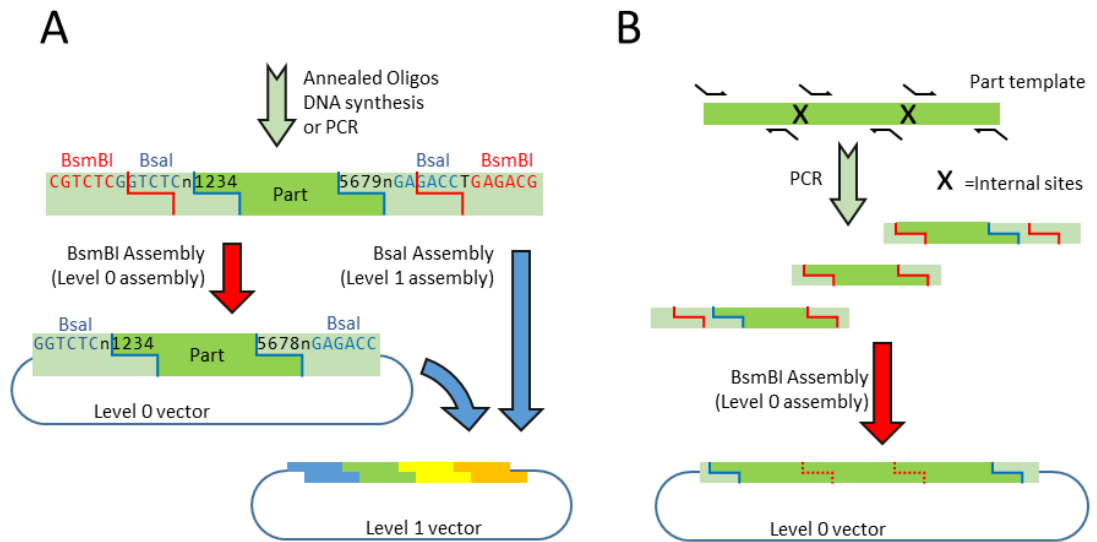 A
Annealed Oligos
DNA synthesis
or PCR
BsmBI BsaI BsaI BsmBI
CGTCTCGGTCTCn1234 Part 5679nGAGACCTGAGACG
BsmBI Assembly
(Level 0 assembly)
BsaI Assembly
(Level 1 assembly)
BsaI BsaI
GGTCTCn1234 Part 5678nGAGACC
Level 0 vector
Level 1 vector
B
Part template
X X
PCR
X =Internal sites
BsmBI Assembly
(Level 0 assembly)
Level 0 vector